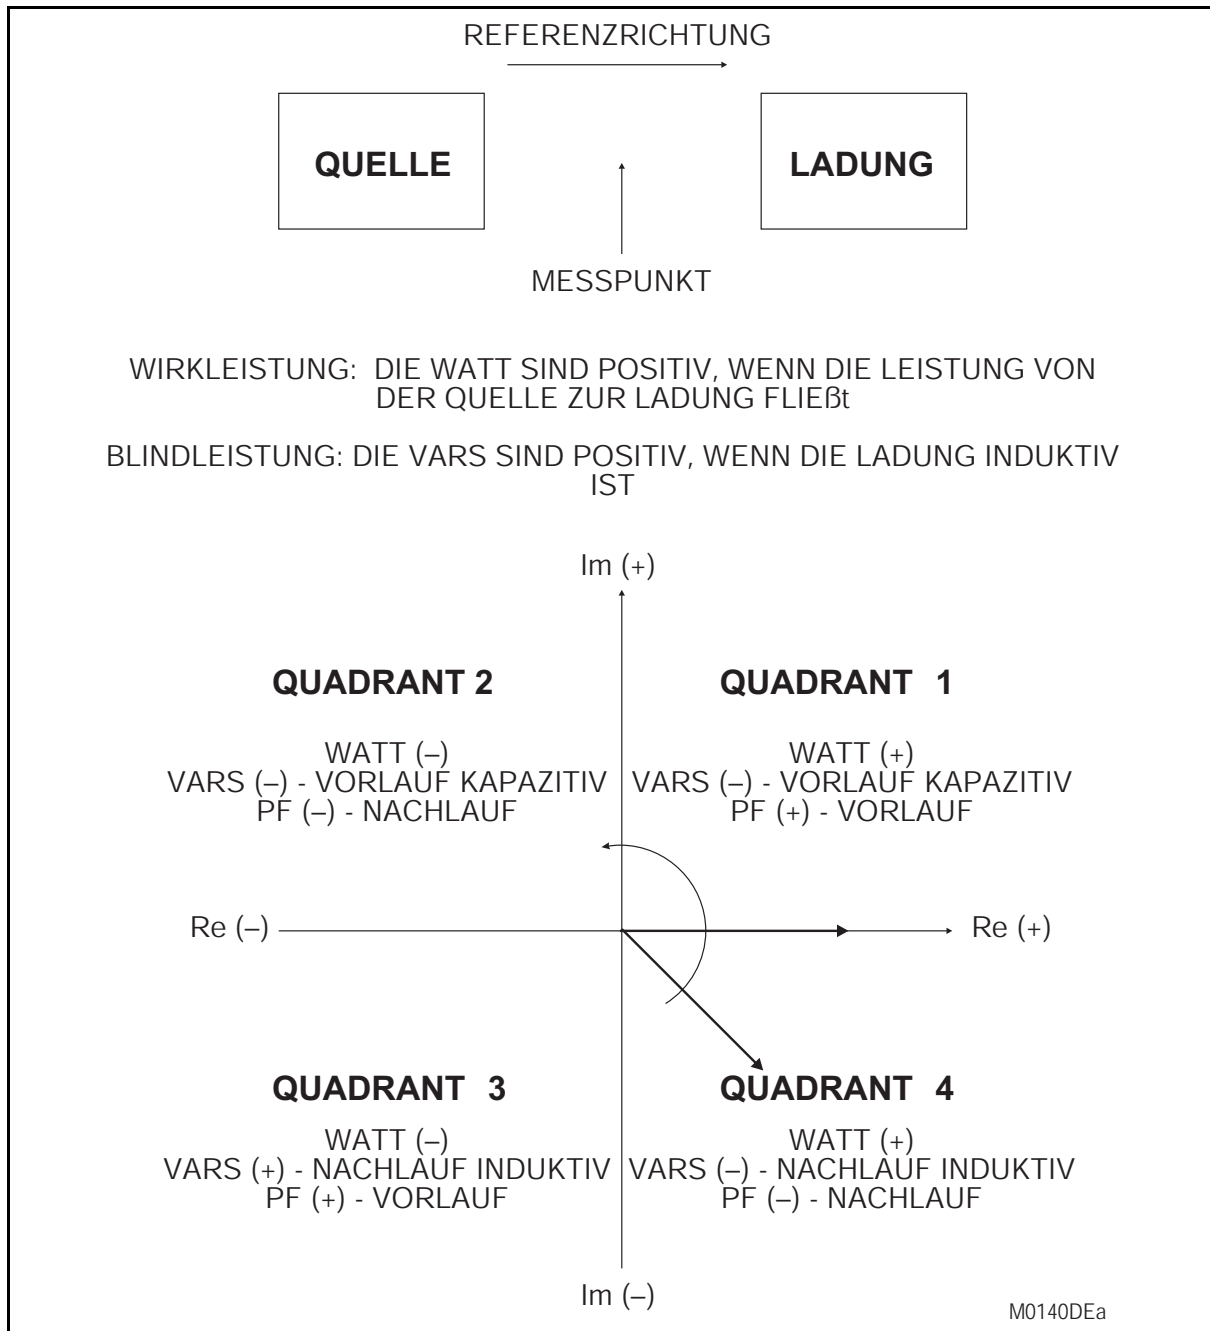 REFERENZRICHTUNG
QUELLE
LADUNG
MESSPUNKT
WIRKLEISTUNG: DIE WATT SIND POSITIV, WENN DIE LEISTUNG VON
DER QUELLE ZUR LADUNG FLIEßt
BLINDLEISTUNG: DIE VARS SIND POSITIV, WENN DIE LADUNG INDUKTIV
IST
Im (+)
QUADRANT 2
WATT (–)
VARS (–) - VORLAUF KAPAZITIV
PF (–) - NACHLAUF
QUADRANT 1
WATT (+)
VARS (–) - VORLAUF KAPAZITIV
PF (+) - VORLAUF
Re (–)
Re (+)
QUADRANT 3
WATT (–)
VARS (+) - NACHLAUF INDUKTIV
PF (+) - VORLAUF
QUADRANT 4
WATT (+)
VARS (–) - NACHLAUF INDUKTIV
PF (–) - NACHLAUF
Im (–)
M0140DEa